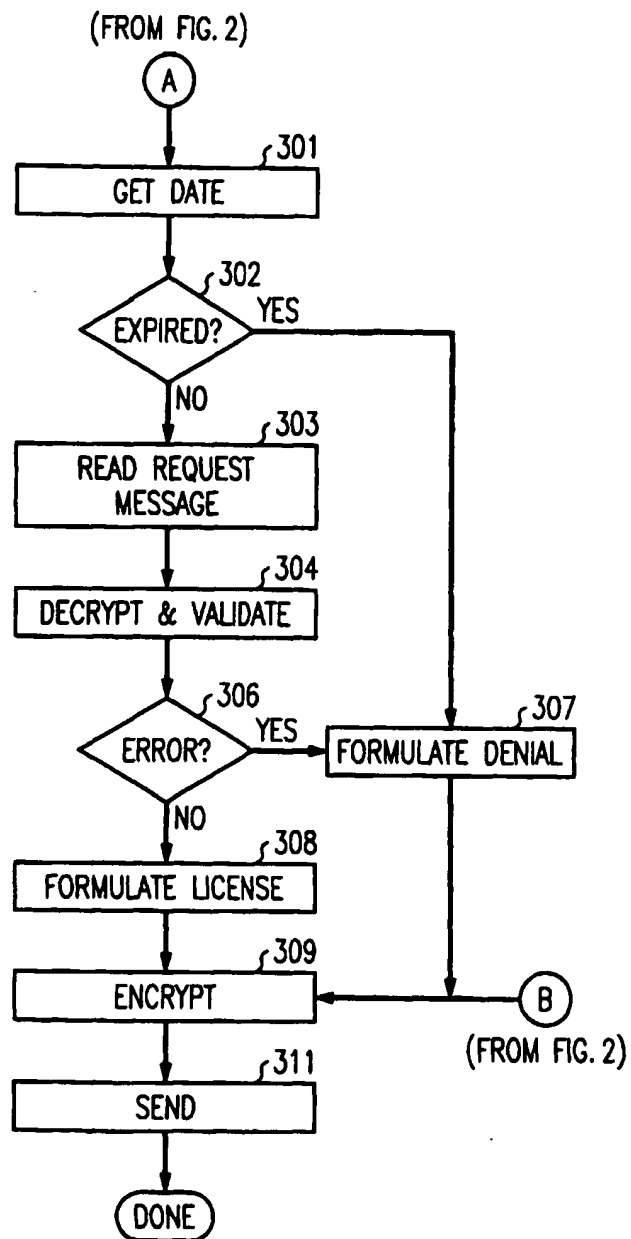 (FROM FIG. 2)
A
301
GET DATE
302
EXPIRED?
YES
NO
303
READ REQUEST
MESSAGE
304
DECRYPT & VALIDATE
306
ERROR?
YES
307
FORMULATE DENIAL
NO
308
FORMULATE LICENSE
309
ENCRYPT
B
(FROM FIG. 2)
311
SEND
DONE